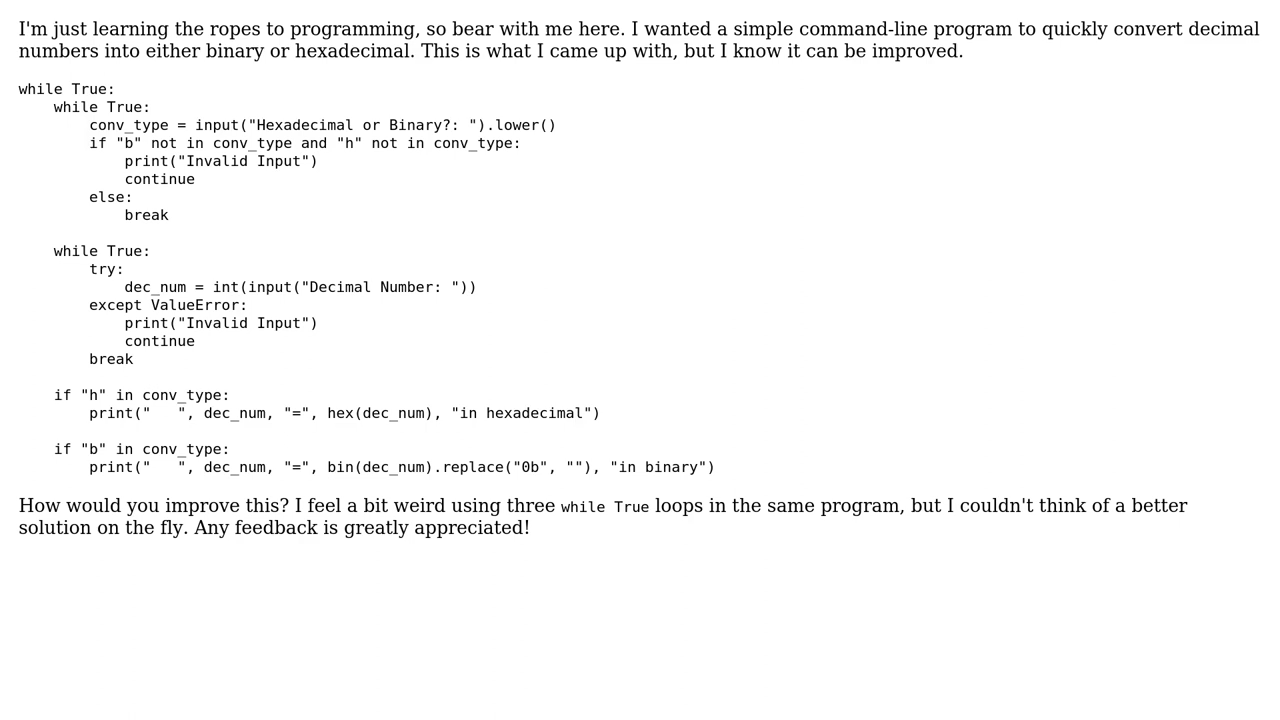 I'm just learning the ropes to programming, so bear with me here. I wanted a simple command-line program to quickly convert decimal
numbers into either binary or hexadecimal. This is what I came up with, but I know it can be improved.
while True:
    while True:
        conv_type = input("Hexadecimal or Binary?: ").lower()
        if "b" not in conv_type and "h" not in conv_type:
            print("Invalid Input")
            continue
        else:
            break
    while True:
        try:
            dec_num = int(input("Decimal Number: "))
        except ValueError:
            print("Invalid Input")
            continue
        break
    if "h" in conv_type:
        print("   ", dec_num, "=", hex(dec_num), "in hexadecimal")
    if "b" in conv_type:
        print("   ", dec_num, "=", bin(dec_num).replace("0b", ""), "in binary")
How would you improve this? I feel a bit weird using three while True loops in the same program, but I couldn't think of a better
solution on the fly. Any feedback is greatly appreciated!